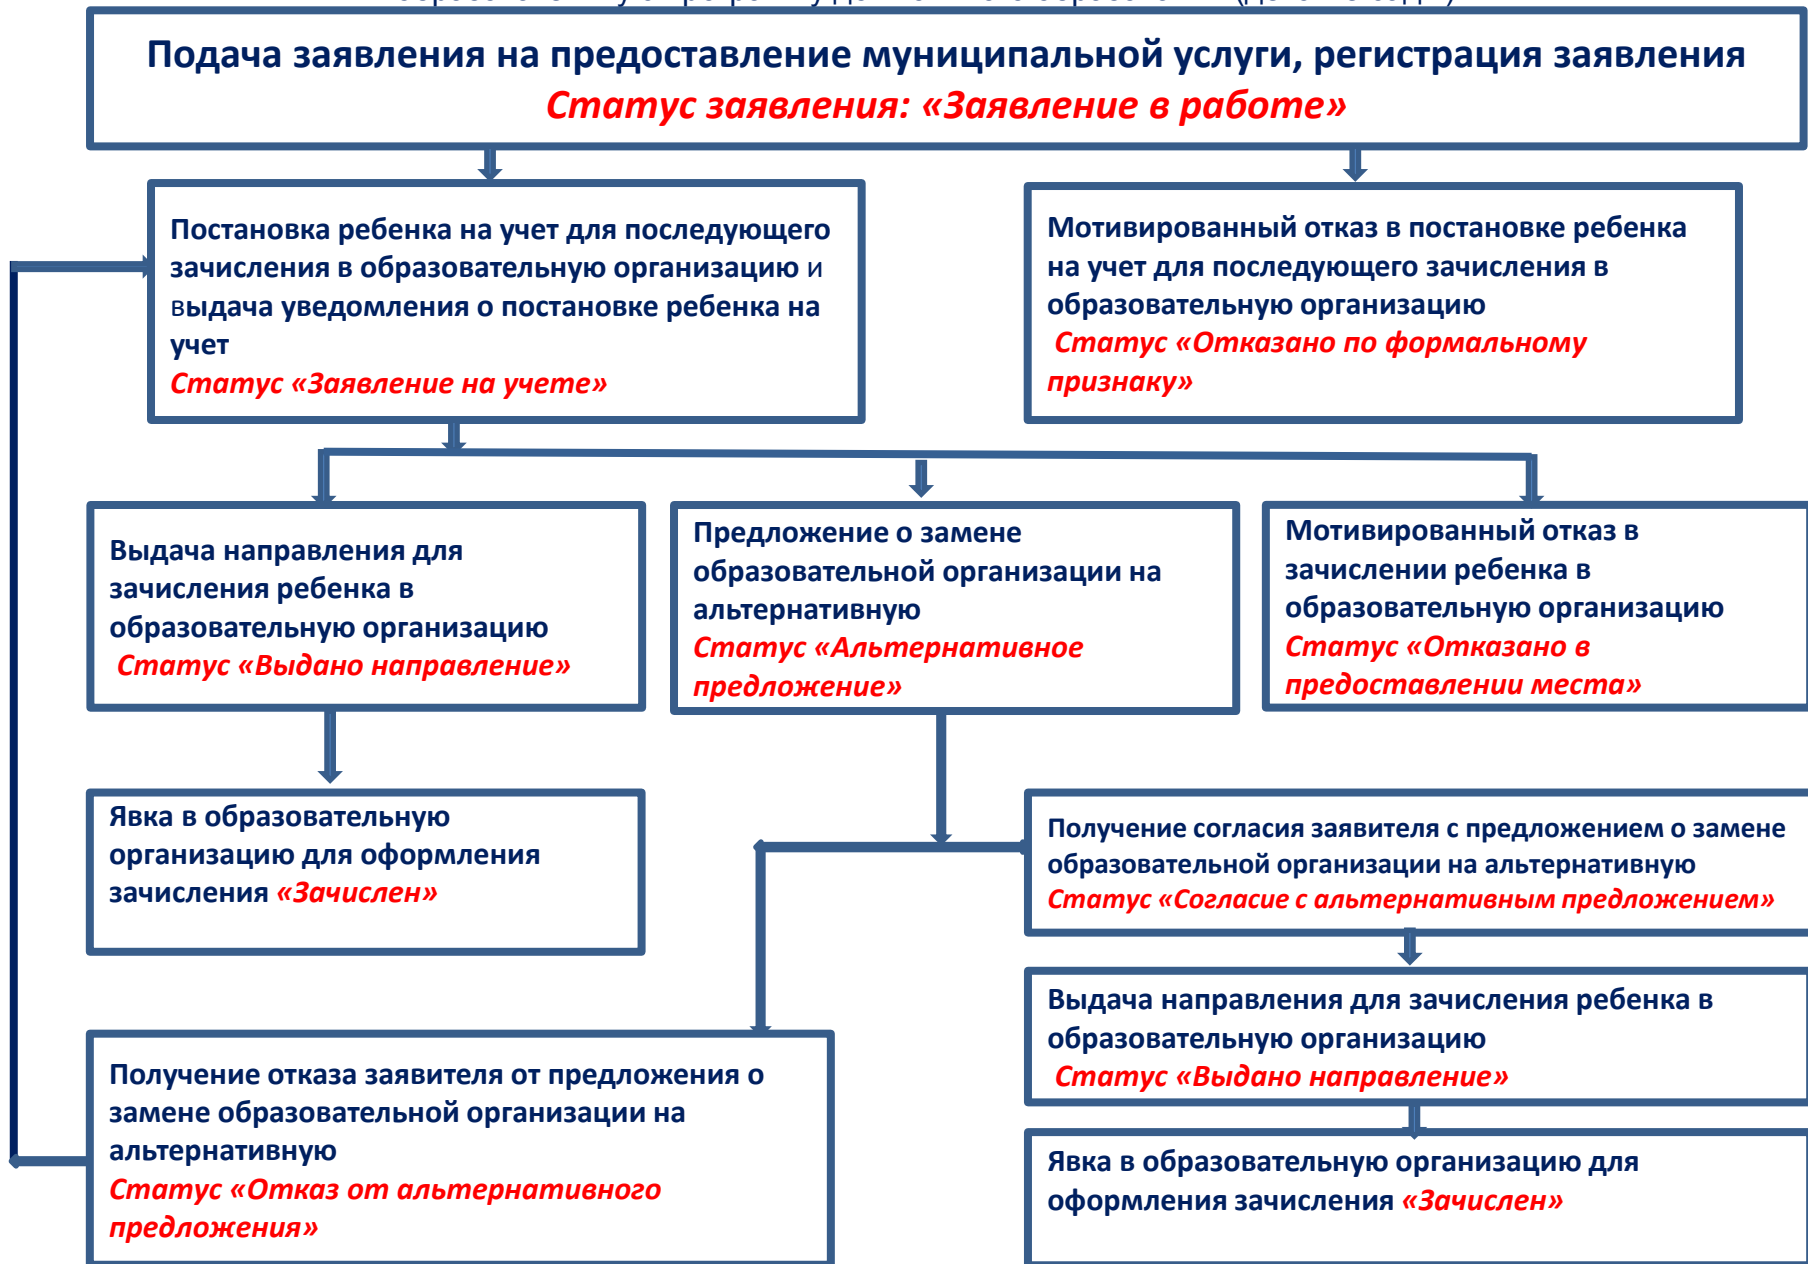 Подача заявления на предоставление муниципальной услуги, регистрация заявления
Статус заявления: «Заявление в работе»
Постановка ребенка на учет для последующего
зачисления в образовательную организацию и
выдача уведомления о постановке ребенка на
учет
Статус «Заявление на учете»
Мотивированный отказ в постановке ребенка
на учет для последующего зачисления в
образовательную организацию
Статус «Отказано по формальному
признаку»
Выдача направления для
зачисления ребенка в
образовательную организацию
Статус «Выдано направление»
Предложение о замене
образовательной организации на
альтернативную
Статус «Альтернативное
предложение»
Мотивированный отказ в
зачислении ребенка в
образовательную организацию
Статус «Отказано в
предоставлении места»
Явка в образовательную
организацию для оформления
зачисления «Зачислен»
Получение согласия заявителя с предложением о замене
образовательной организации на альтернативную
Статус «Согласие с альтернативным предложением»
Выдача направления для зачисления ребенка в
образовательную организацию
Статус «Выдано направление»
Получение отказа заявителя от предложения о
замене образовательной организации на
альтернативную
Статус «Отказ от альтернативного
предложения»
Явка в образовательную организацию для
оформления зачисления «Зачислен»